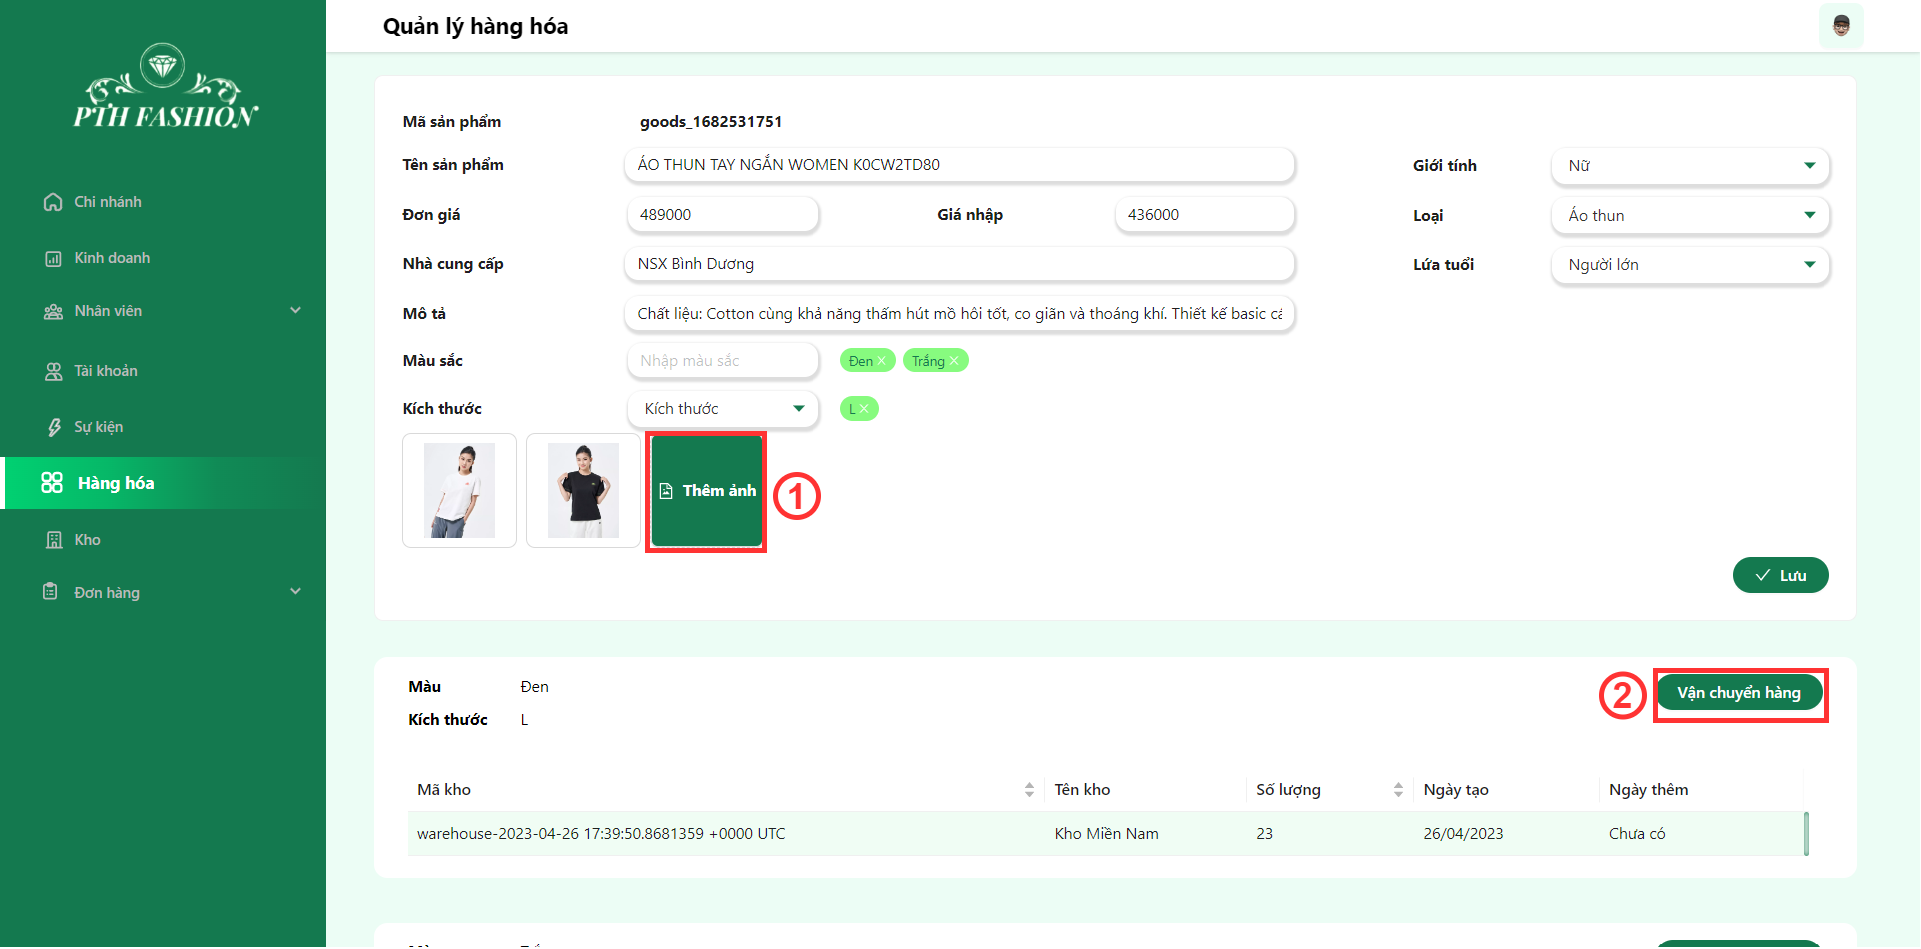 PTH FASHION
Chi nhánh
Kinh doanh
Nhân viên
Tài khoản
Sự kiện
Hàng hóa
Kho
Đơn hàng
Quản lý hàng hóa
Mã sản phẩm goods_1682531751
Tên sản phẩm ÁO THUN TAY NGẮN WOMEN K0CW2TD80 Giới tính Nữ
Đơn giá 489000 Giá nhập 436000 Loại Áo thun
Nhà cung cấp NSX Bình Dương Lứa tuổi Người lớn
Mô tả Chất liệu: Cotton cùng khả năng thấm hút mồ hôi tốt, co giãn và thoáng khí. Thiết kế basic cá
Màu sắc Nhập màu sắc Đen Trắng
Kích thước Kích thước L
Thêm ảnh 1
Lưu
Màu Đen 2 Vận chuyển hàng
Kích thước L
Mã kho Tên kho Số lượng Ngày tạo Ngày thêm
warehouse-2023-04-26 17:39:50.8681359 +0000 UTC Kho Miền Nam 23 26/04/2023 Chưa có